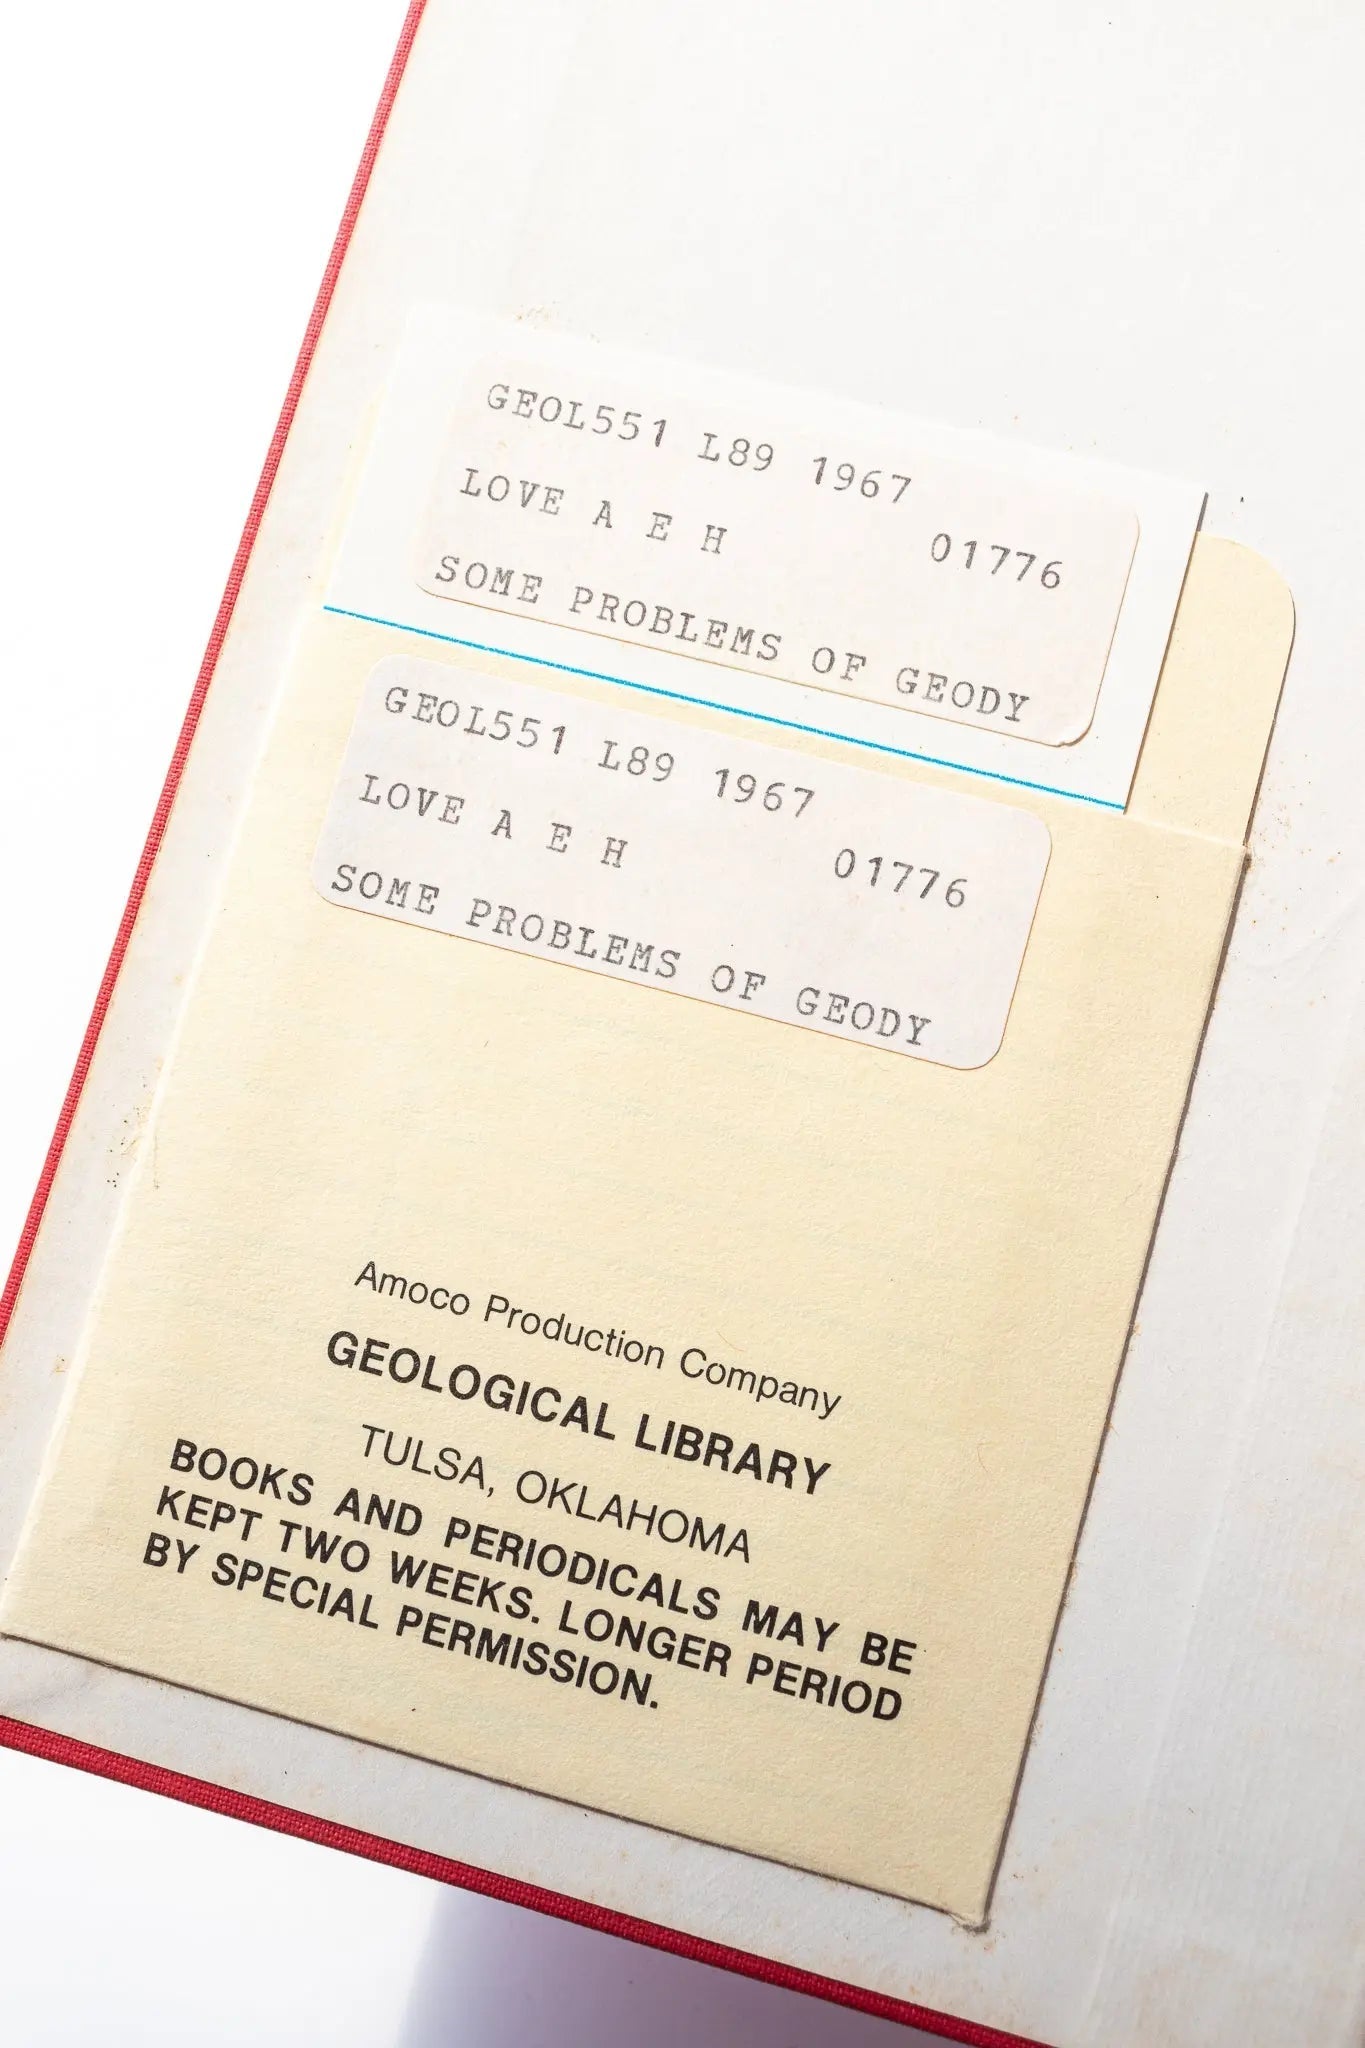 GEOL551 L89 1967
LOVE A E H 01776
SOME PROBLEMS OF GEODY
GEOL551 L89 1967
LOVE A E H 01776
SOME PROBLEMS OF GEODY
Amoco Production Company
GEOLOGICAL LIBRARY
TULSA, OKLAHOMA
BOOKS AND PERIODICALS MAY BE
KEPT TWO WEEKS. LONGER PERIOD
BY SPECIAL PERMISSION.